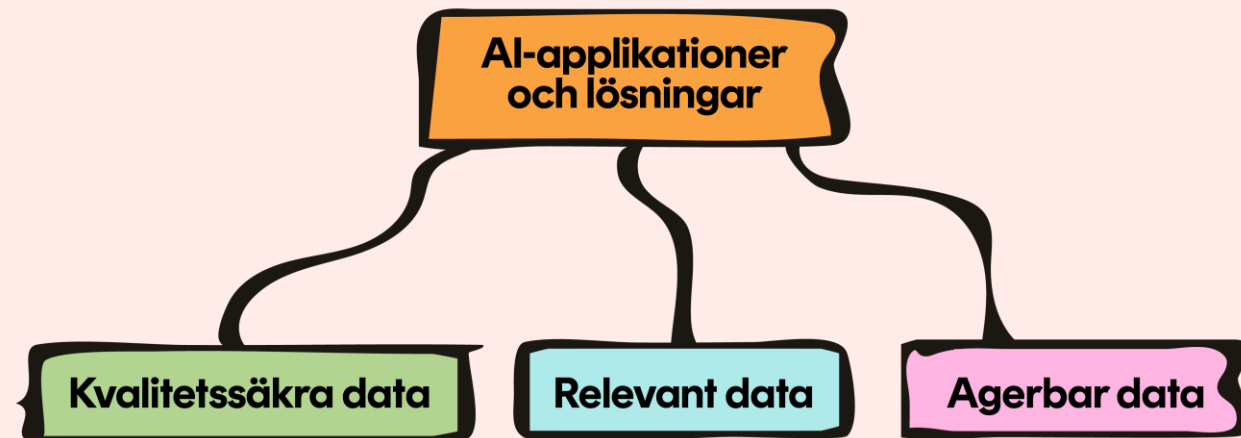 AI-applikationer
och lösningar
Kvalitetssäkra data
Relevant data
Agerbar data